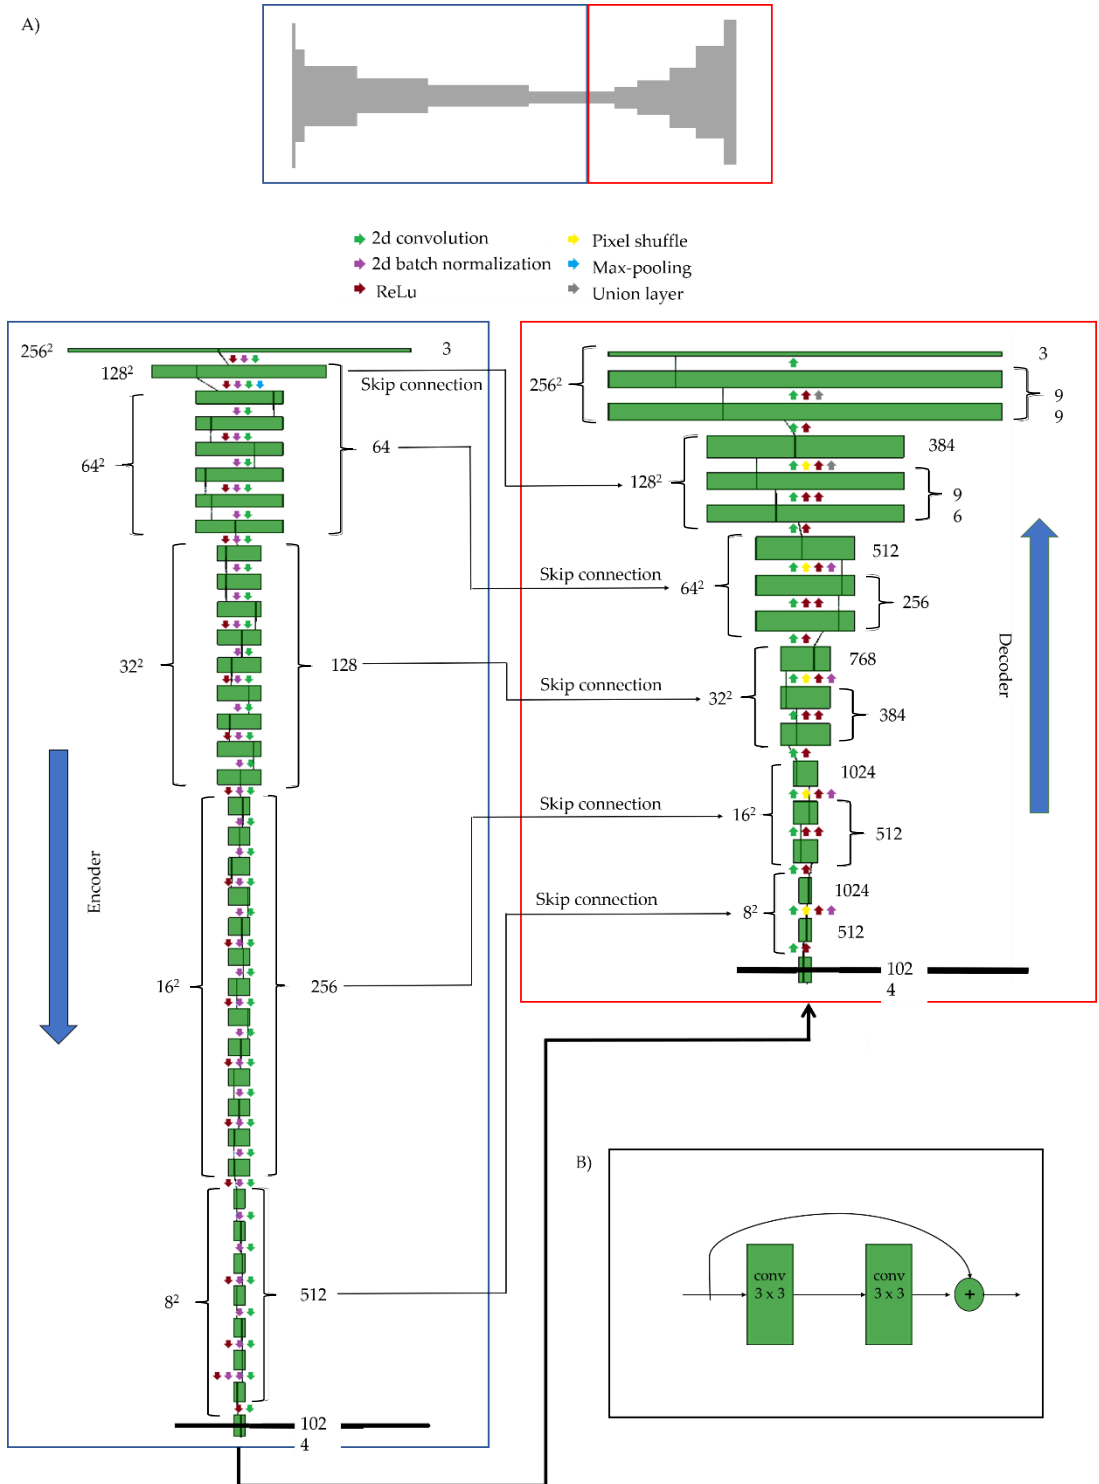 A)
2d convolution
2d batch normalization
ReLu
Pixel shuffle
Max-pooling
Union layer
256²
3
128²
Skip connection
64²
64
32²
128
Encoder
16²
256
8²
512
102
4
3
256²
9
9
384
128²
9
6
512
Skip connection
64²
256
768
Skip connection
32²
384
Decoder
1024
Skip connection
16²
512
1024
Skip connection
8²
512
102
4
B)
conv
3 x 3
conv
3 x 3
+